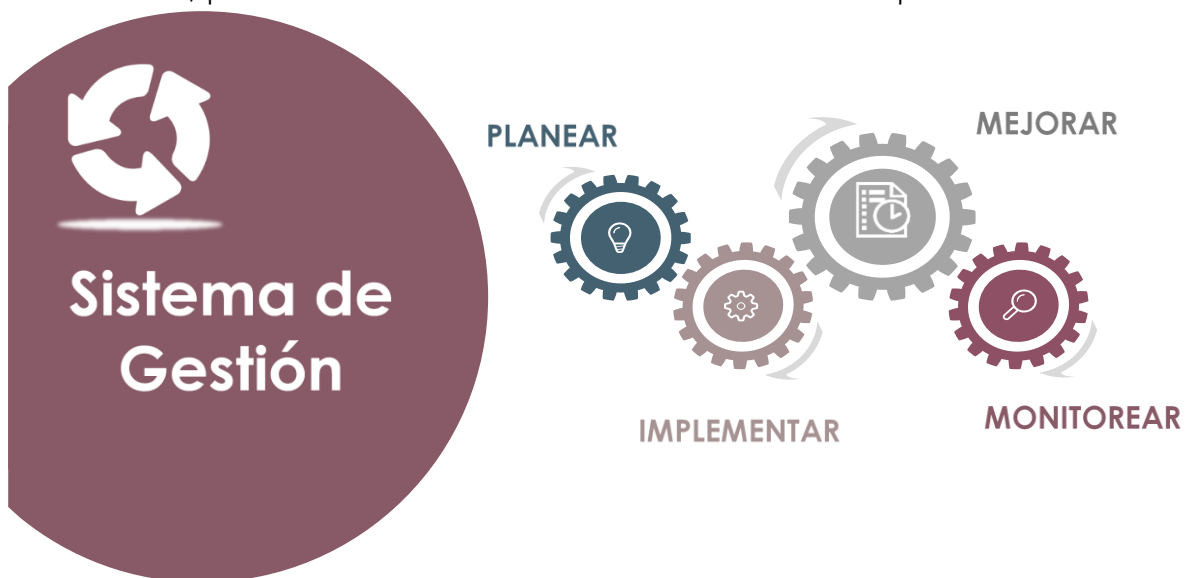 Sistema de
Gestión
PLANEAR
IMPLEMENTAR
MEJORAR
MONITOREAR